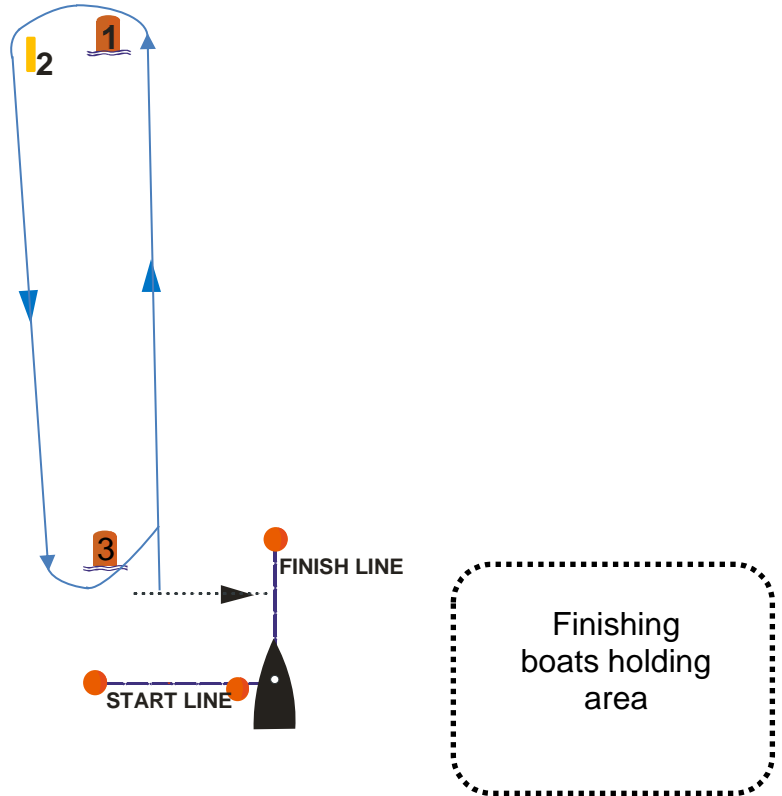 1
2
3
FINISH LINE
START LINE
Finishing
boats holding
area